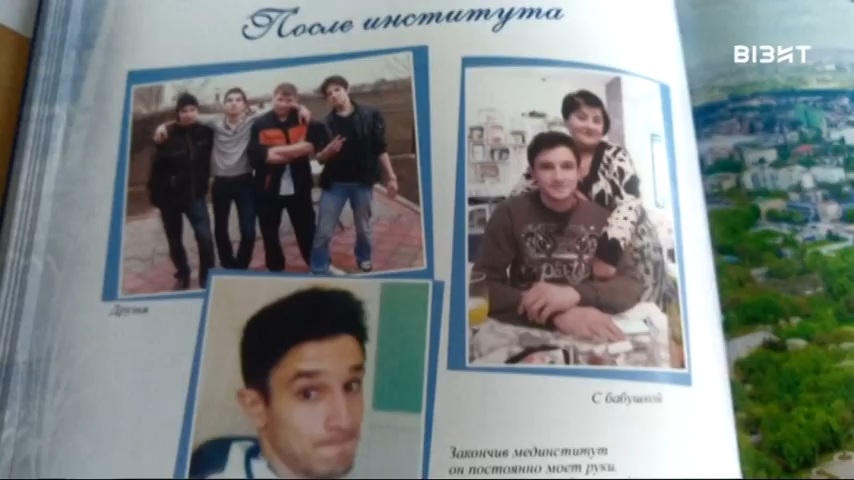 После института
ВІЗИТ
Друзья
С бабушкой
Закончив мединститут
он постоянно моет руки.